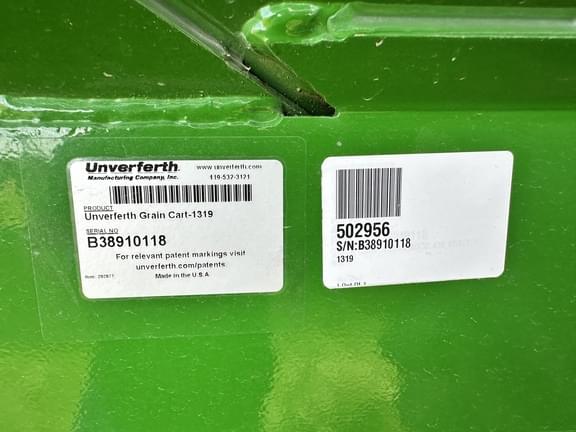 Unverferth
www.unverferth.com
Manufacturing Company, Inc.
419-532-3121
PRODUCT
Unverferth Grain Cart-1319
SERIAL NO
B38910118
For relevant patent markings visit
unverferth.com/patents.
Made in the U.S.A
502956
S/N:B38910118
1319